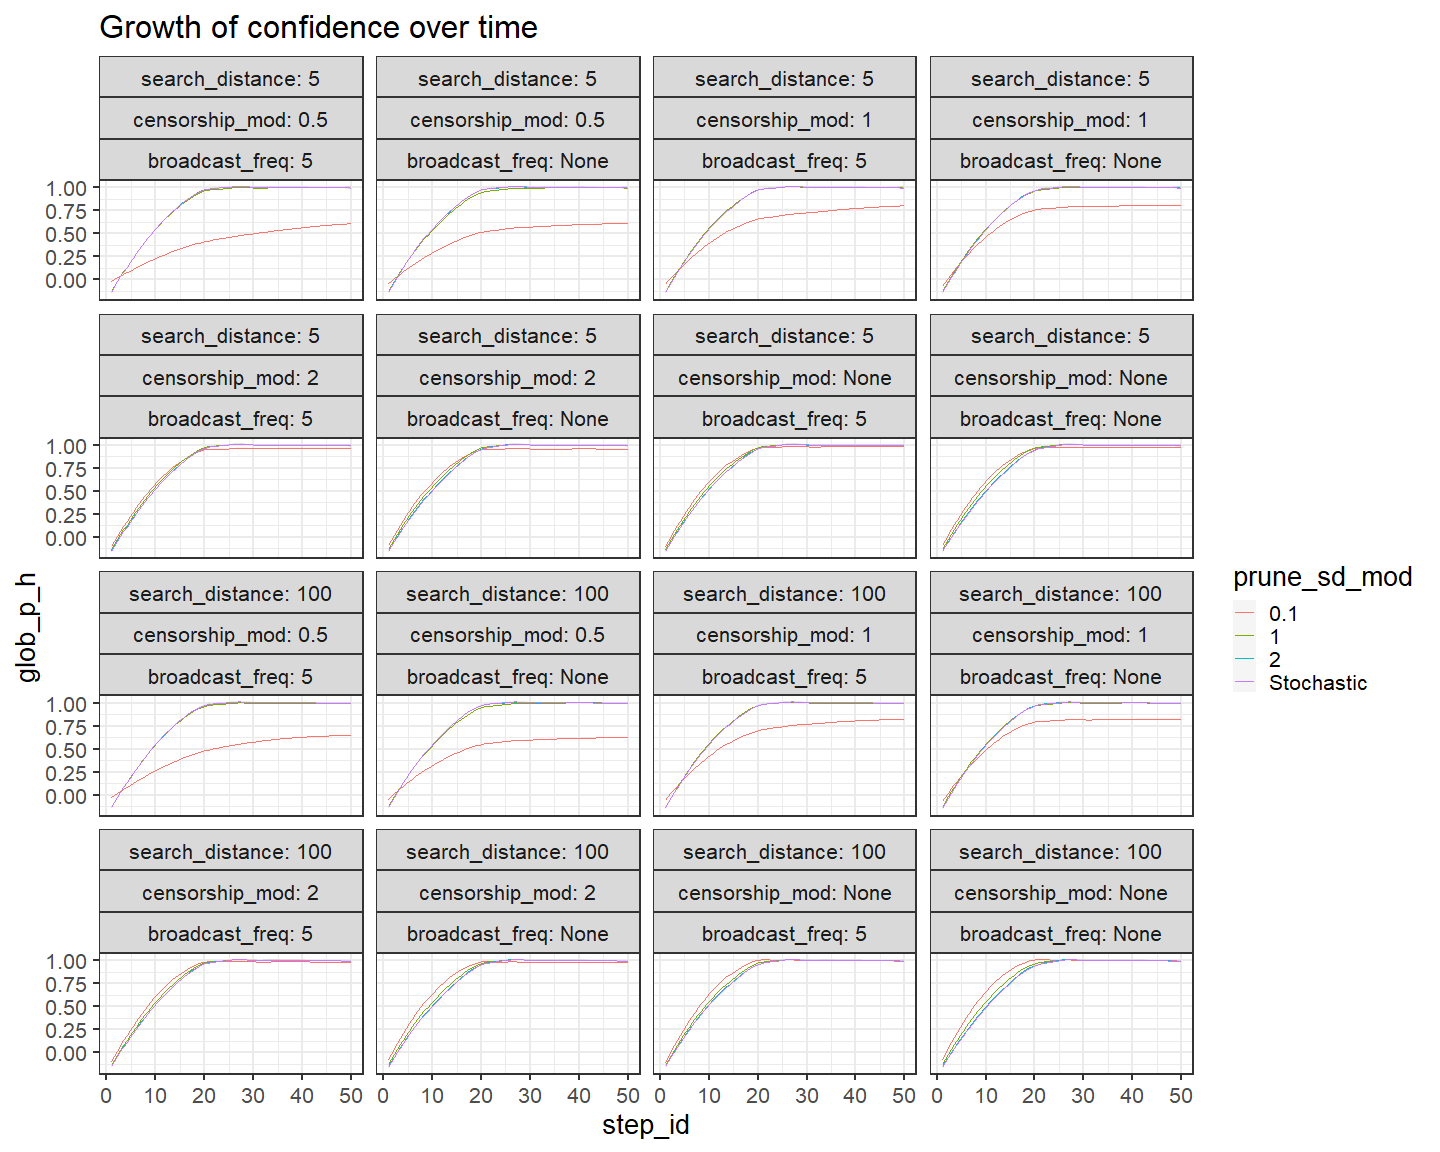 Growth of confidence over time
search_distance: 5
search_distance: 5
search_distance: 5
search_distance: 5
censorship_mod: 0.5
censorship_mod: 0.5
censorship_mod: 1
censorship_mod: 1
broadcast_freq: 5
broadcast_freq: None
broadcast_freq: 5
broadcast_freq: None
1.00
0.75
0.50
0.25
0.00
search_distance: 5
search_distance: 5
search_distance: 5
search_distance: 5
censorship_mod: 2
censorship_mod: 2
censorship_mod: None
censorship_mod: None
broadcast_freq: 5
broadcast_freq: None
broadcast_freq: 5
broadcast_freq: None
1.00
0.75
0.50
0.25
0.00
search_distance: 100
search_distance: 100
search_distance: 100
search_distance: 100
censorship_mod: 0.5
censorship_mod: 0.5
censorship_mod: 1
censorship_mod: 1
broadcast_freq: 5
broadcast_freq: None
broadcast_freq: 5
broadcast_freq: None
1.00
0.75
0.50
0.25
0.00
search_distance: 100
search_distance: 100
search_distance: 100
search_distance: 100
censorship_mod: 2
censorship_mod: 2
censorship_mod: None
censorship_mod: None
broadcast_freq: 5
broadcast_freq: None
broadcast_freq: 5
broadcast_freq: None
1.00
0.75
0.50
0.25
0.00
0 10 20 30 40 50
0 10 20 30 40 50
0 10 20 30 40 50
0 10 20 30 40 50
step_id
glob_p_h
prune_sd_mod
0.1
1
2
Stochastic